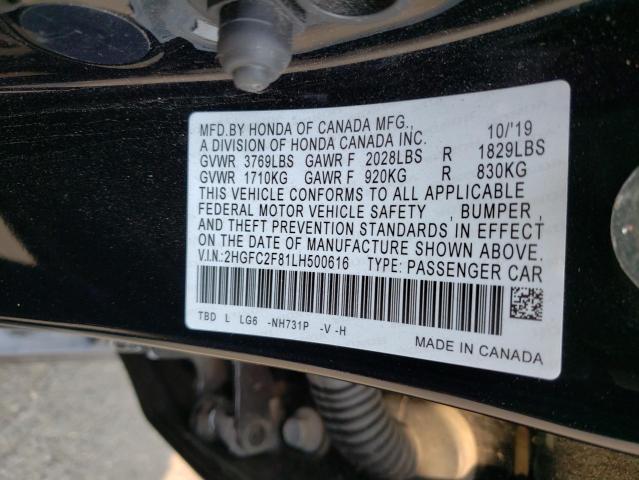 MFD.BY HONDA OF CANADA MFG., 10/'19
A DIVISION OF HONDA CANADA INC.
GVWR 3769LBS GAWR F 2028LBS R 1829LBS
GVWR 1710KG GAWR F 920KG R 830KG
THIS VEHICLE CONFORMS TO ALL APPLICABLE
FEDERAL MOTOR VEHICLE SAFETY , BUMPER ,
AND THEFT PREVENTION STANDARDS IN EFFECT
ON THE DATE OF MANUFACTURE SHOWN ABOVE.
V.I.N.: 2HGFC2F81LH500616 TYPE: PASSENGER CAR
TBD L LG6 -NH731P -V -H
MADE IN CANADA